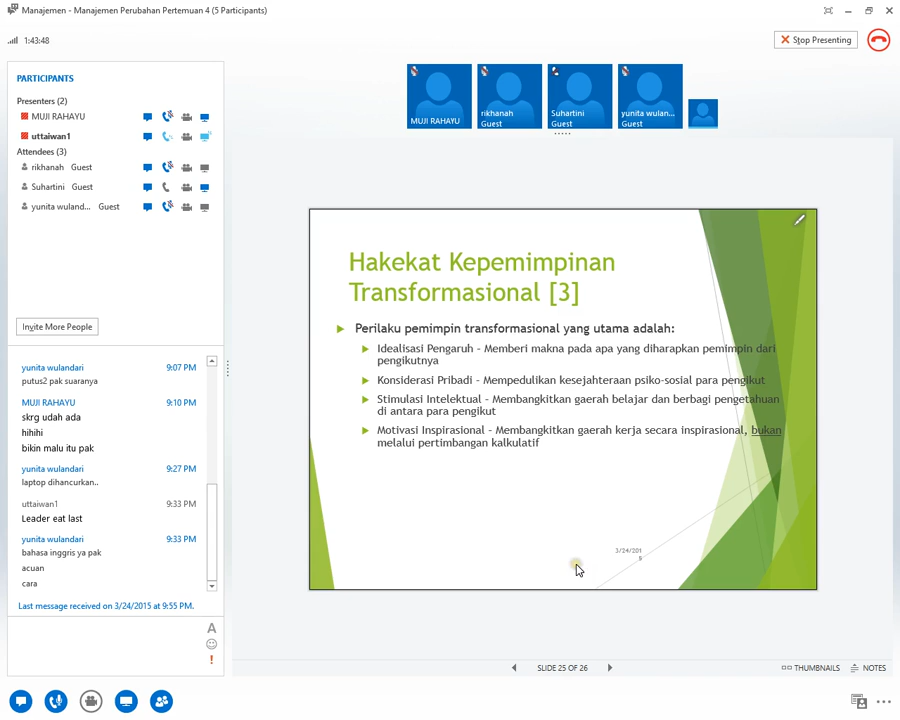 Manajemen - Manajemen Perubahan Pertemuan 4 (5 Participants)
1:43:48
Stop Presenting
PARTICIPANTS
Presenters (2)
MUJI RAHAYU
uttaiwan1
Attendees (3)
rikhanah Guest
Suhartini Guest
yunita wuland... Guest
Invite More People
yunita wulandari 9:07 PM
putus2 pak suaranya
MUJI RAHAYU 9:10 PM
skrg udah ada
hihihi
bikin malu itu pak
yunita wulandari 9:27 PM
laptop dihancurkan..
uttaiwan1 9:33 PM
Leader eat last
yunita wulandari 9:33 PM
bahasa inggris ya pak
acuan
cara
Last message received on 3/24/2015 at 9:55 PM.
A
!
MUJI RAHAYU
rikhanah
Guest
Suhartini
Guest
yunita wulan...
Guest
Hakekat Kepemimpinan
Transformasional [3]
Perilaku pemimpin transformasional yang utama adalah:
Idealisasi Pengaruh – Memberi makna pada apa yang diharapkan pemimpin dari
pengikutnya
Konsiderasi Pribadi – Mempedulikan kesejahteraan psiko-sosial para pengikut
Stimulasi Intelektual – Membangkitkan gaerah belajar dan berbagi pengetahuan
di antara para pengikut
Motivasi Inspirasional – Membangkitkan gaerah kerja secara inspirasional, bukan
melalui pertimbangan kalkulatif
3/24/201
5
SLIDE 25 OF 26
THUMBNAILS
NOTES